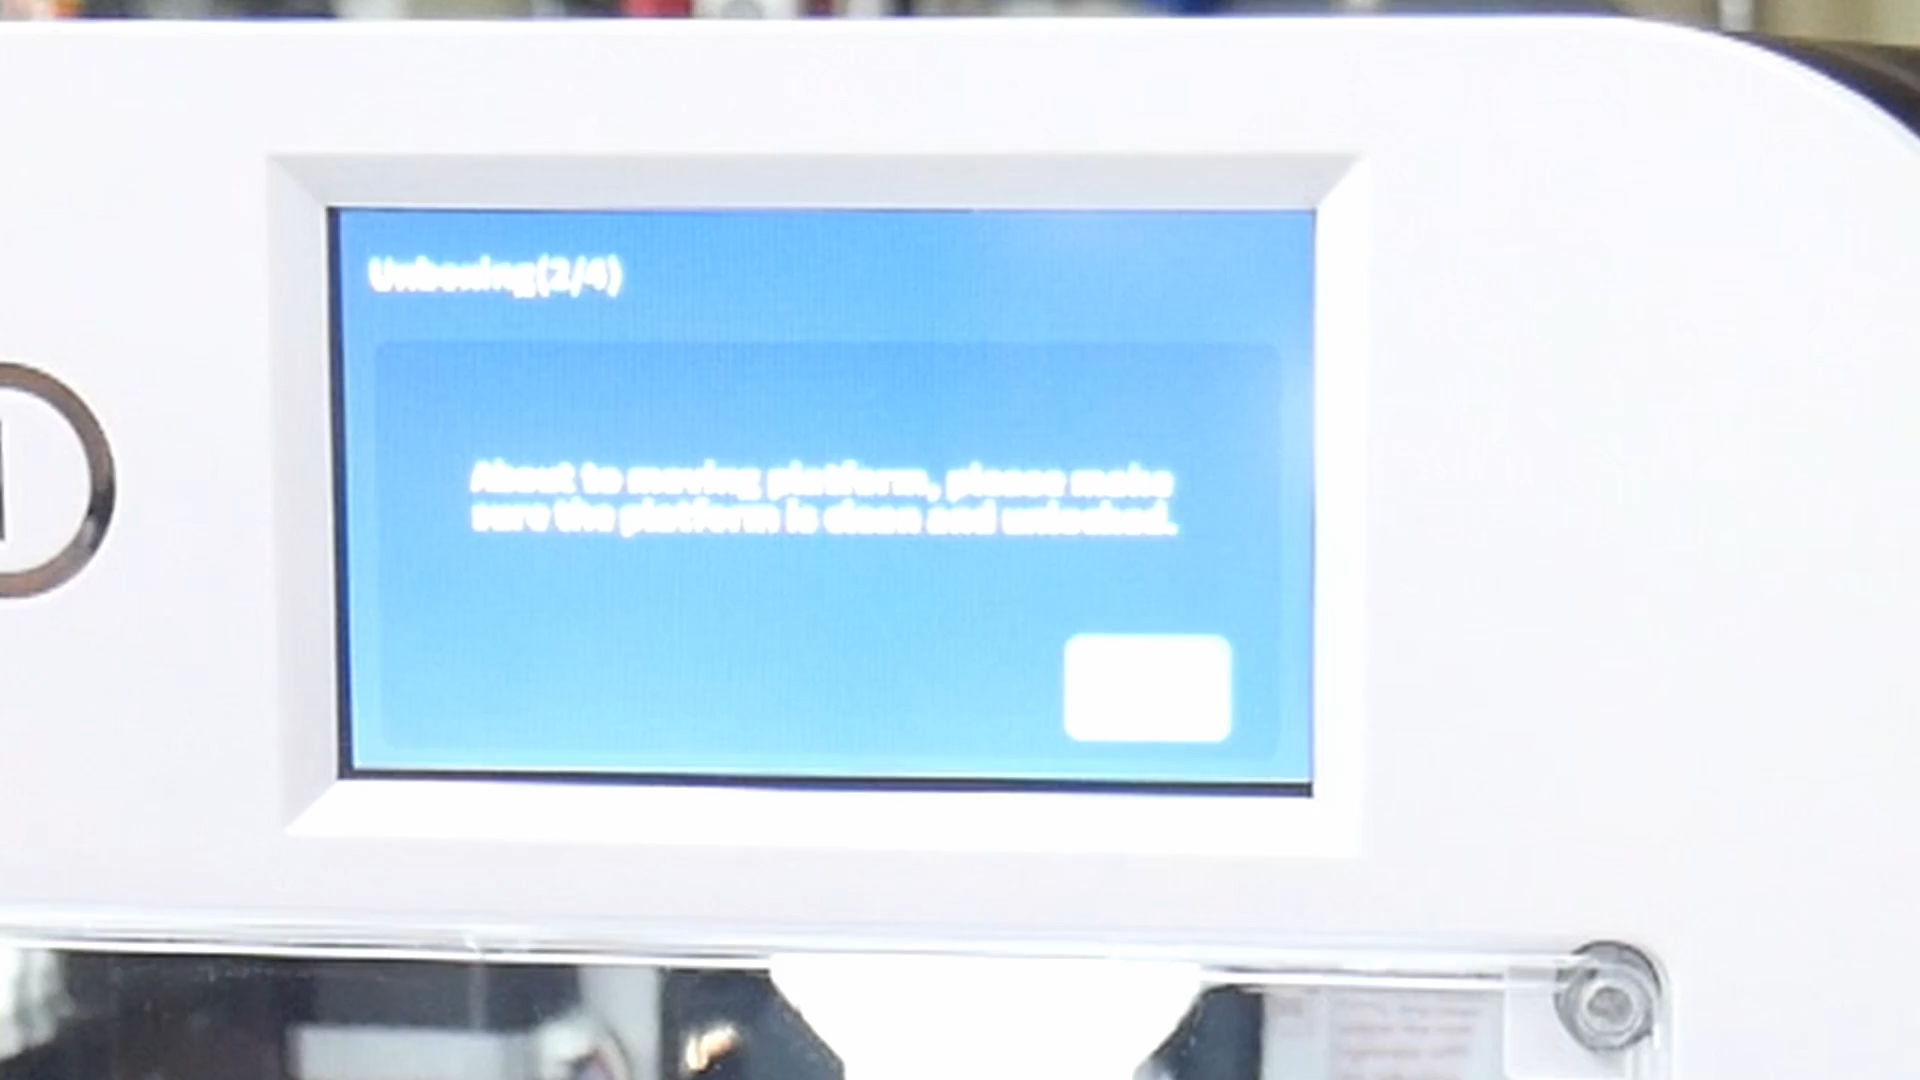 Unboxing(2/4)
About to moving platform, please make
sure the platform is clean and unlocked.